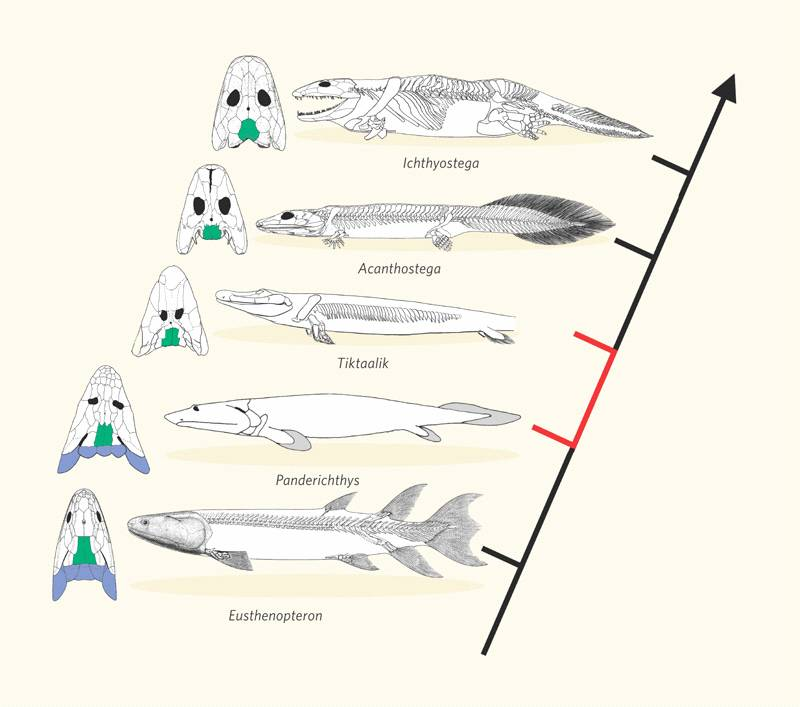 Ichthyostega
Acanthostega
Tiktaalik
Panderichthys
Eusthenopteron